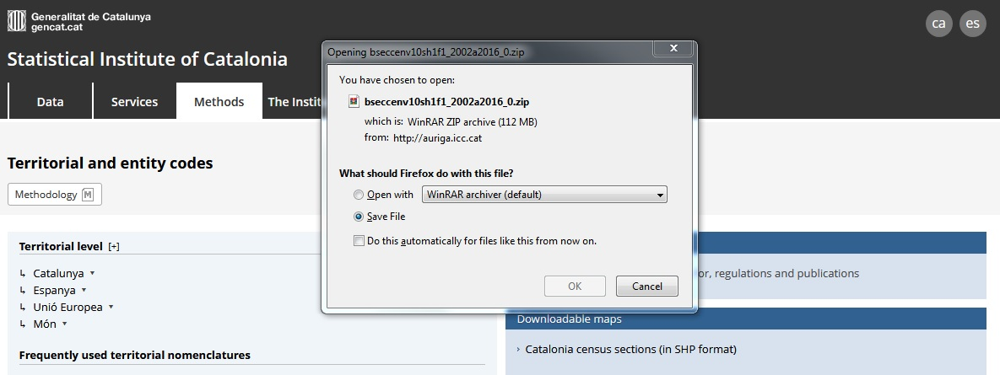 Generalitat de Catalunya
gencat.cat
ca
es
Statistical Institute of Catalonia
Data
Services
Methods
The Instit
Opening bseccenv10sh1f1_2002a2016_0.zip
X
You have chosen to open:
bseccenv10sh1f1_2002a2016_0.zip
which is: WinRAR ZIP archive (112 MB)
from: http://auriga.icc.cat
What should Firefox do with this file?
Open with
WinRAR archiver (default)
Save File
Do this automatically for files like this from now on.
OK
Cancel
Territorial and entity codes
Methodology M
Territorial level [+]
↳ Catalunya ▾
↳ Espanya ▾
↳ Unió Europea ▾
↳ Món ▾
Frequently used territorial nomenclatures
or, regulations and publications
Downloadable maps
› Catalonia census sections (in SHP format)